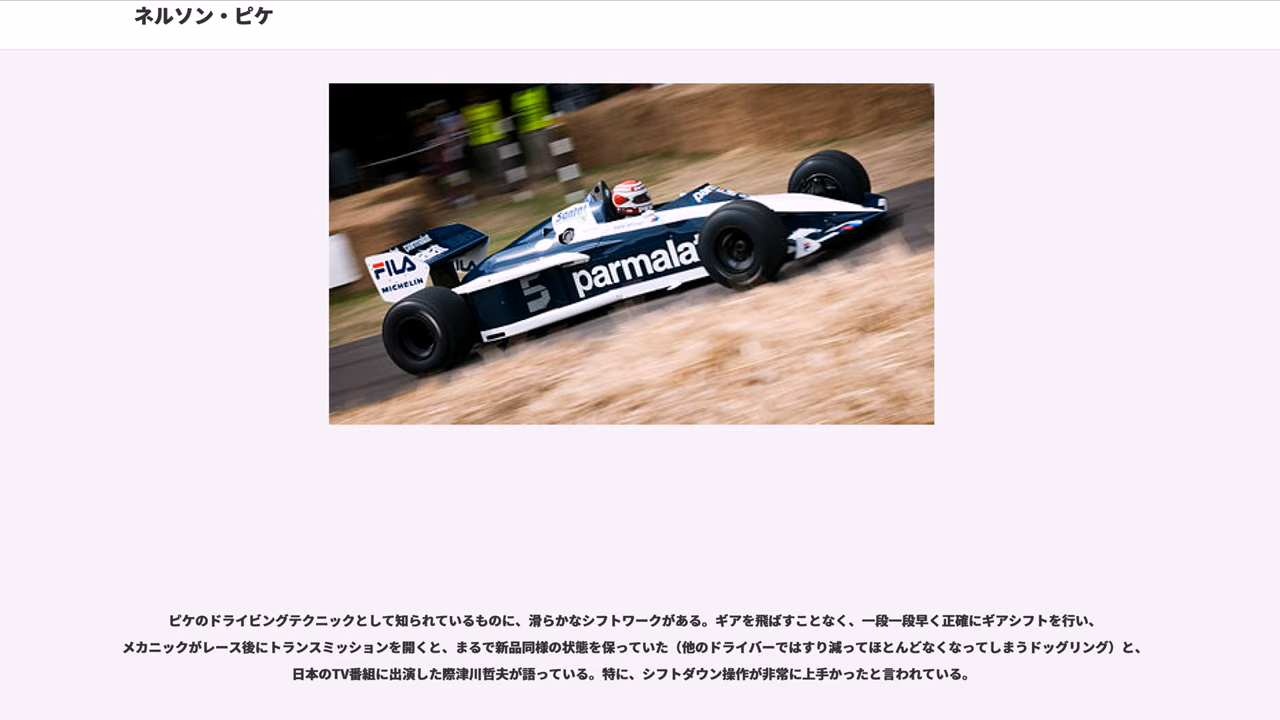 ネルソン・ピケ
Santal
parmalat
FILA
MICHELIN
5
parmalat
ピケのドライビングテクニックとして知られているものに、滑らかなシフトワークがある。ギアを飛ばすことなく、一段一段早く正確にギアシフトを行い、
メカニックがレース後にトランスミッションを開くと、まるで新品同様の状態を保っていた（他のドライバーではすり減ってほとんどなくなってしまうドッグリング）と、
日本のTV番組に出演した際津川哲夫が語っている。特に、シフトダウン操作が非常に上手かったと言われている。